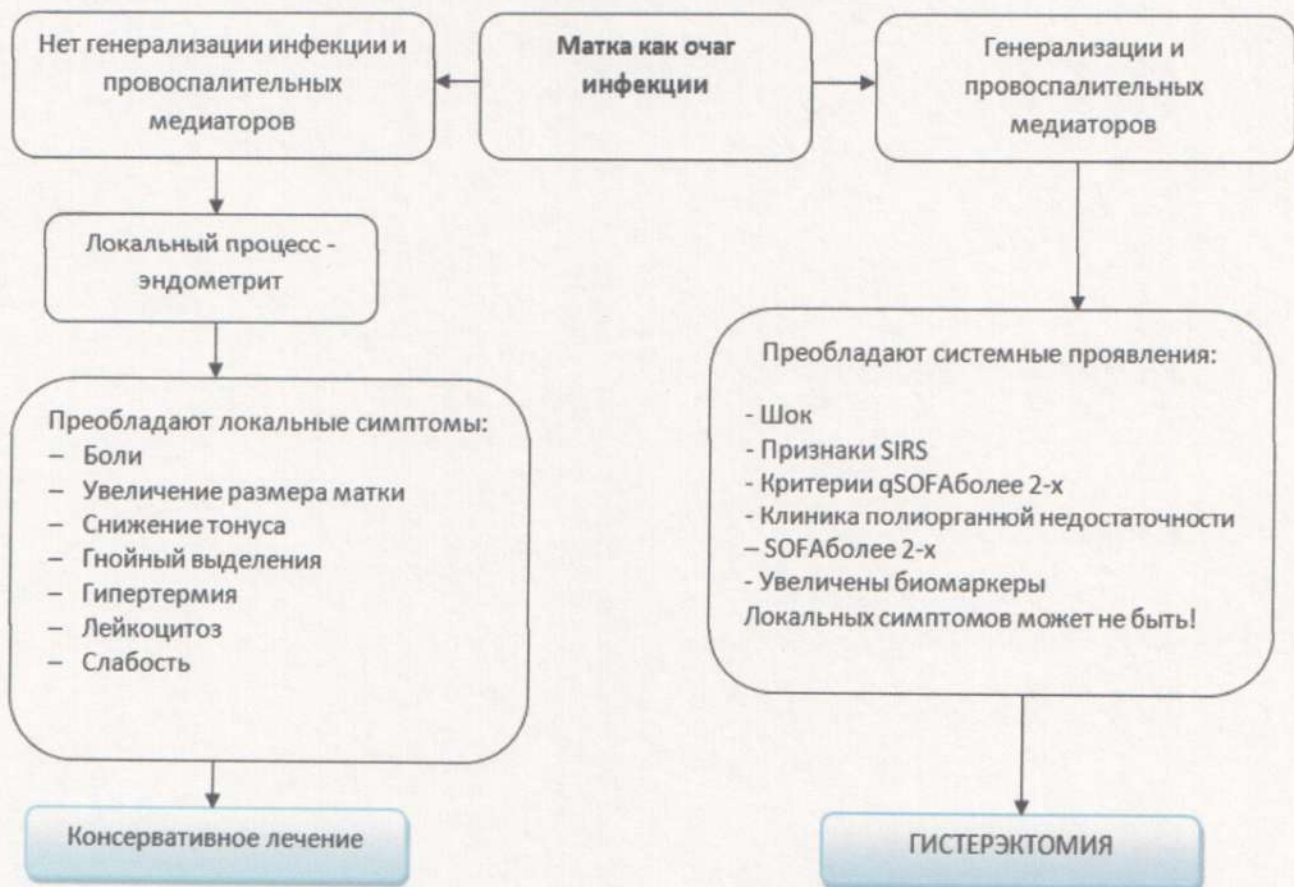 Нет генерализации инфекции и
провоспалительных
медиаторов
Матка как очаг
инфекции
Генерализации и
провоспалительных
медиаторов
Локальный процесс -
эндометрит
Преобладают локальные симптомы:
– Боли
– Увеличение размера матки
– Снижение тонуса
– Гнойный выделения
– Гипертермия
– Лейкоцитоз
– Слабость
Преобладают системные проявления:
- Шок
- Признаки SIRS
- Критерии qSOFAболее 2-х
- Клиника полиорганной недостаточности
– SOFAболее 2-х
- Увеличены биомаркеры
Локальных симптомов может не быть!
Консервативное лечение
ГИСТЕРЭКТОМИЯ